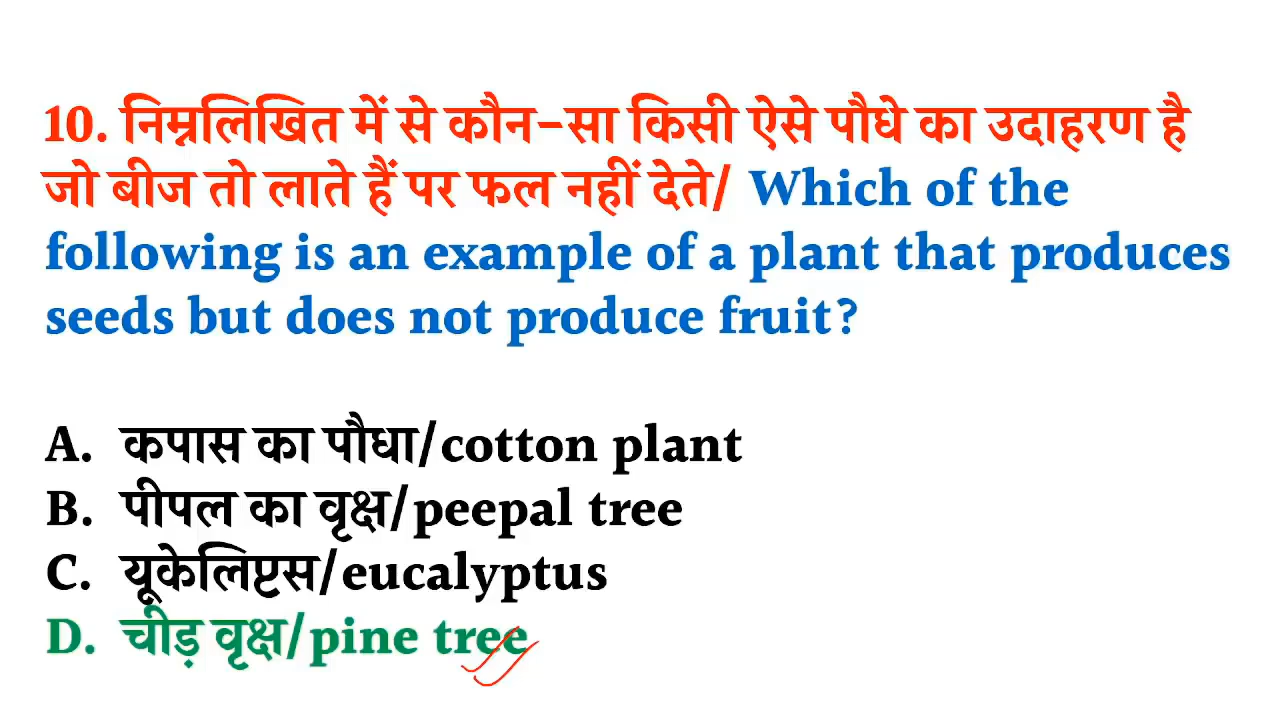 10. निम्नलिखित में से कौन-सा किसी ऐसे पौधे का उदाहरण है
जो बीज तो लाते हैं पर फल नहीं देते/ Which of the
following is an example of a plant that produces
seeds but does not produce fruit?
A. कपास का पौधा/cotton plant
B. पीपल का वृक्ष/peepal tree
C. यूकेलिप्टस/eucalyptus
D. चीड़ वृक्ष/pine tree